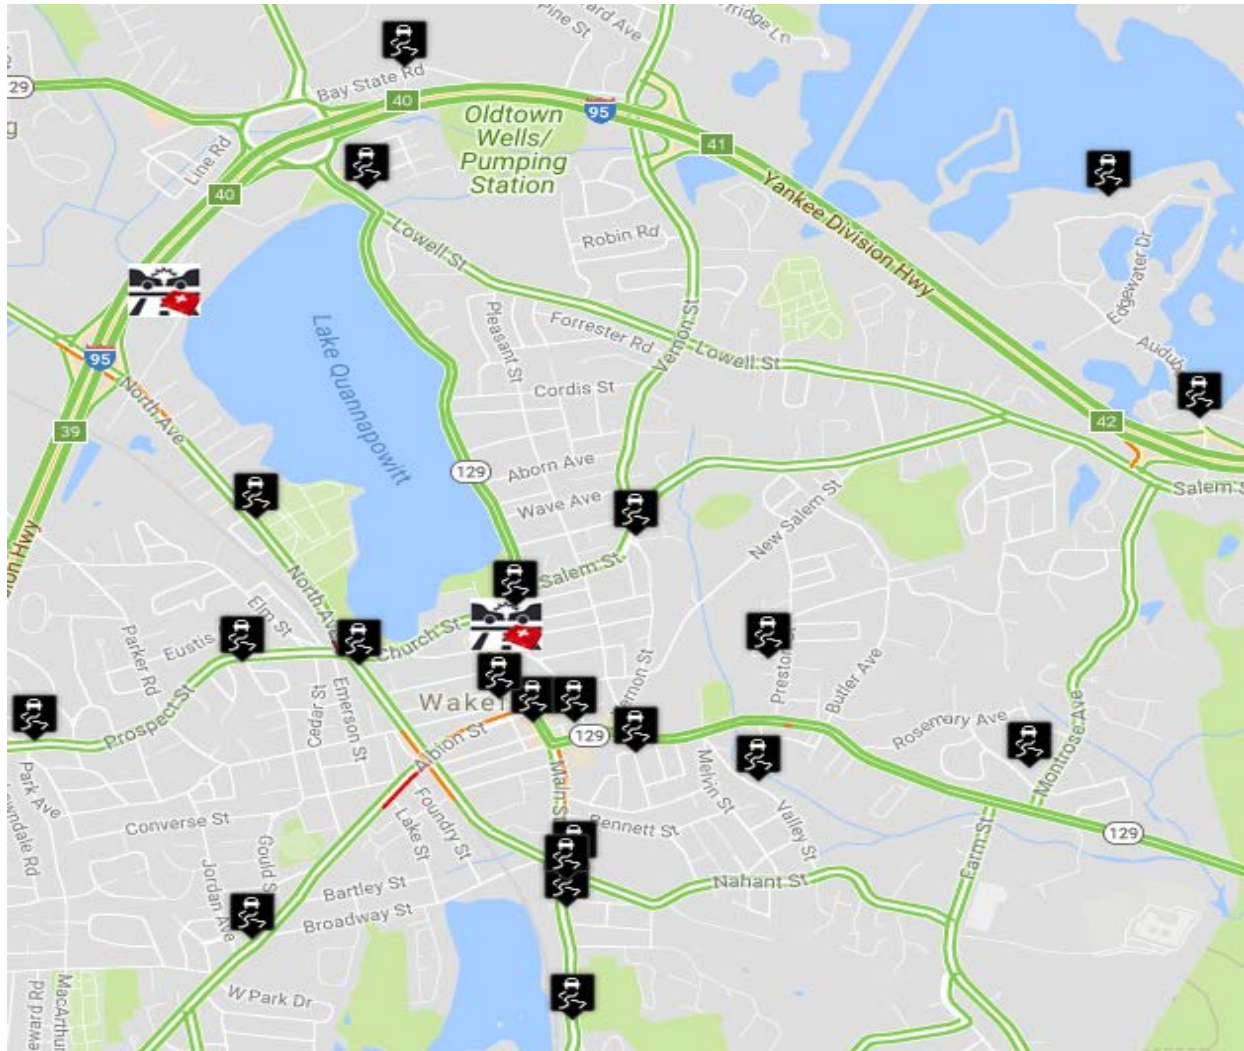 Pine St
Bay State Rd
29
40
95
Oldtown
Wells/
Pumping
Station
41
Line Rd
40
Yankee Division Hwy
Lowell St
Robin Rd
Edgewater Dr
Pleasant St
Forrester Rd
Vernon St
Lowell St
95
North Ave
Lake Quannapowitt
Cordis St
39
42
129
Aborn Ave
Wave Ave
Salem S
New Salem St
Salem St
North Ave
Elm St
Eustis
Church St
Parker Rd
Prospect St
Cedar St
Emerson St
Wakef
ernon St
Butler Ave
Rosemary Ave
129
Albion St
Main S
Montrose Ave
Park Ave
Melvin St
Converse St
Foundry St
Lake St
Bennett St
Valley St
129
Gould S
Jordan Ave
Farm St
Bartley St
Nahant St
Broadway St
W Park Dr